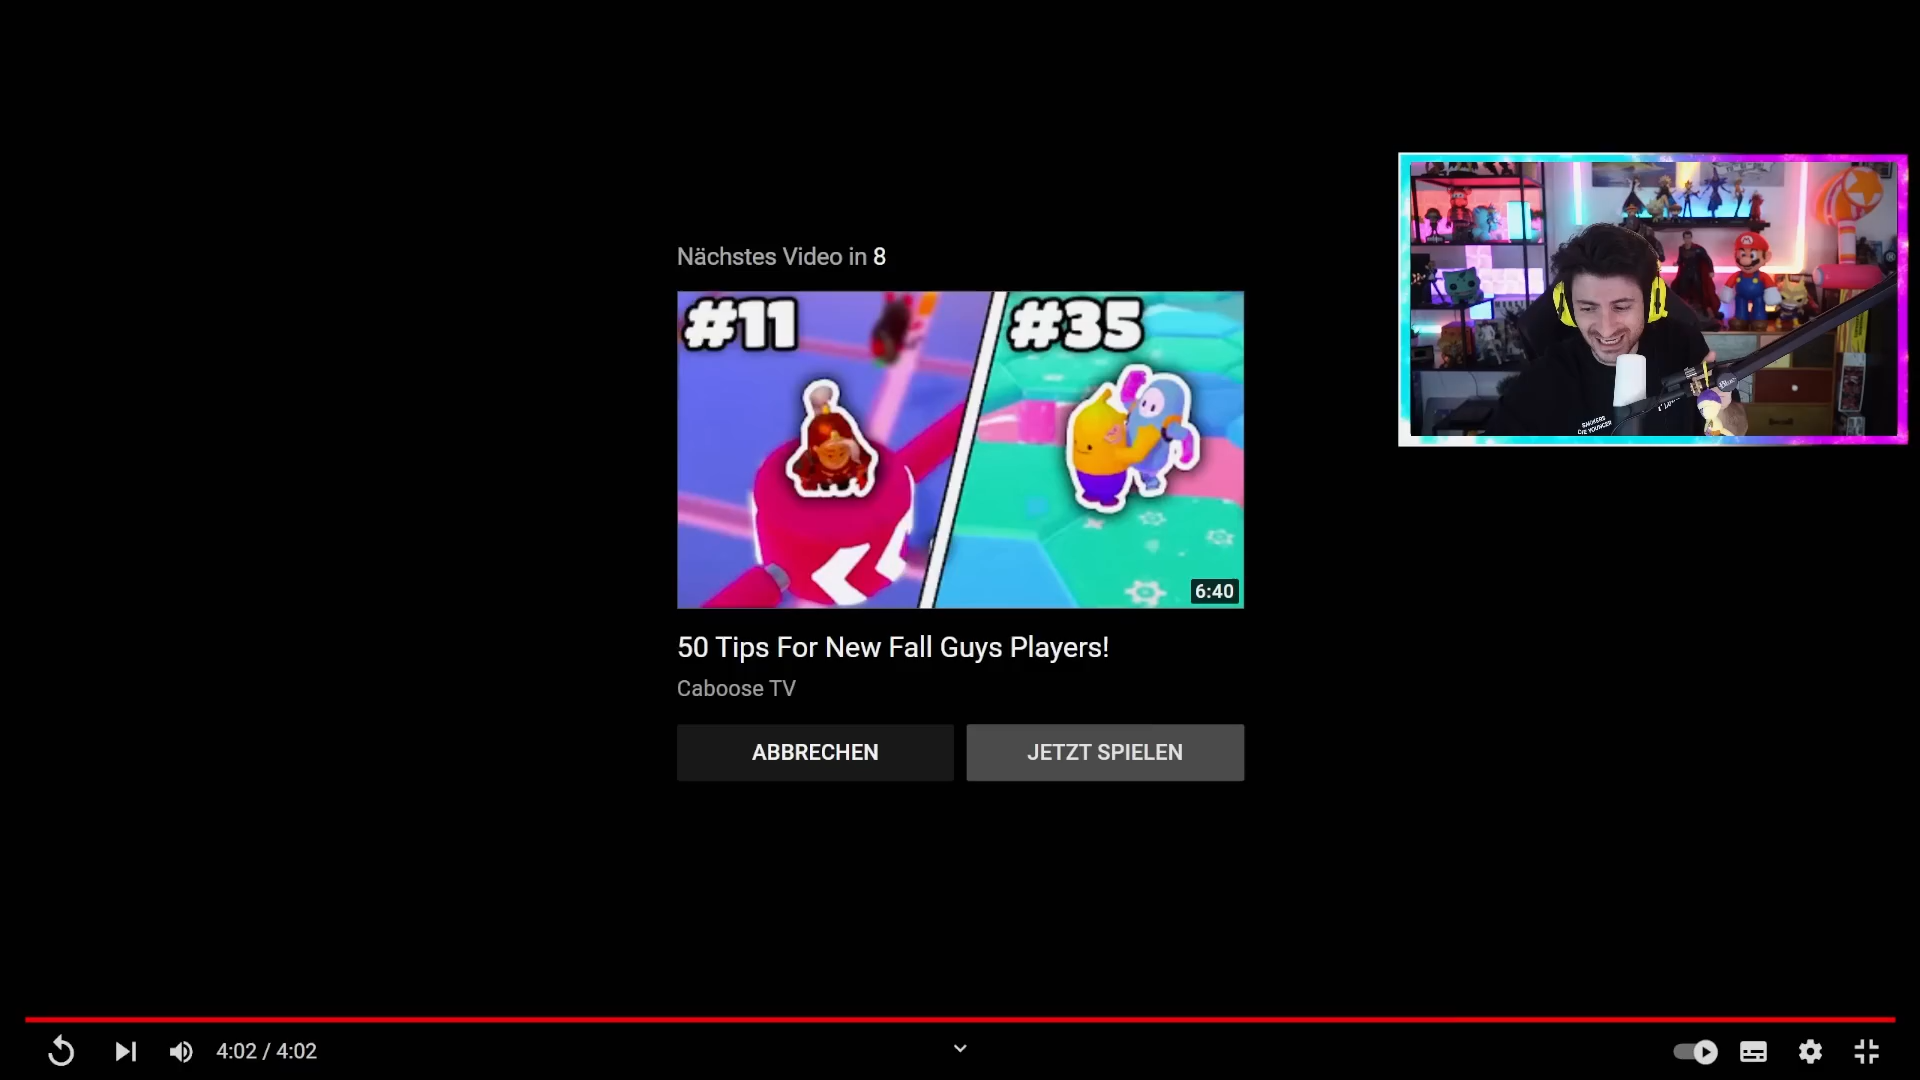 Nächstes Video in 8
#11
#35
6:40
50 Tips For New Fall Guys Players!
Caboose TV
ABBRECHEN
JETZT SPIELEN
4:02 / 4:02